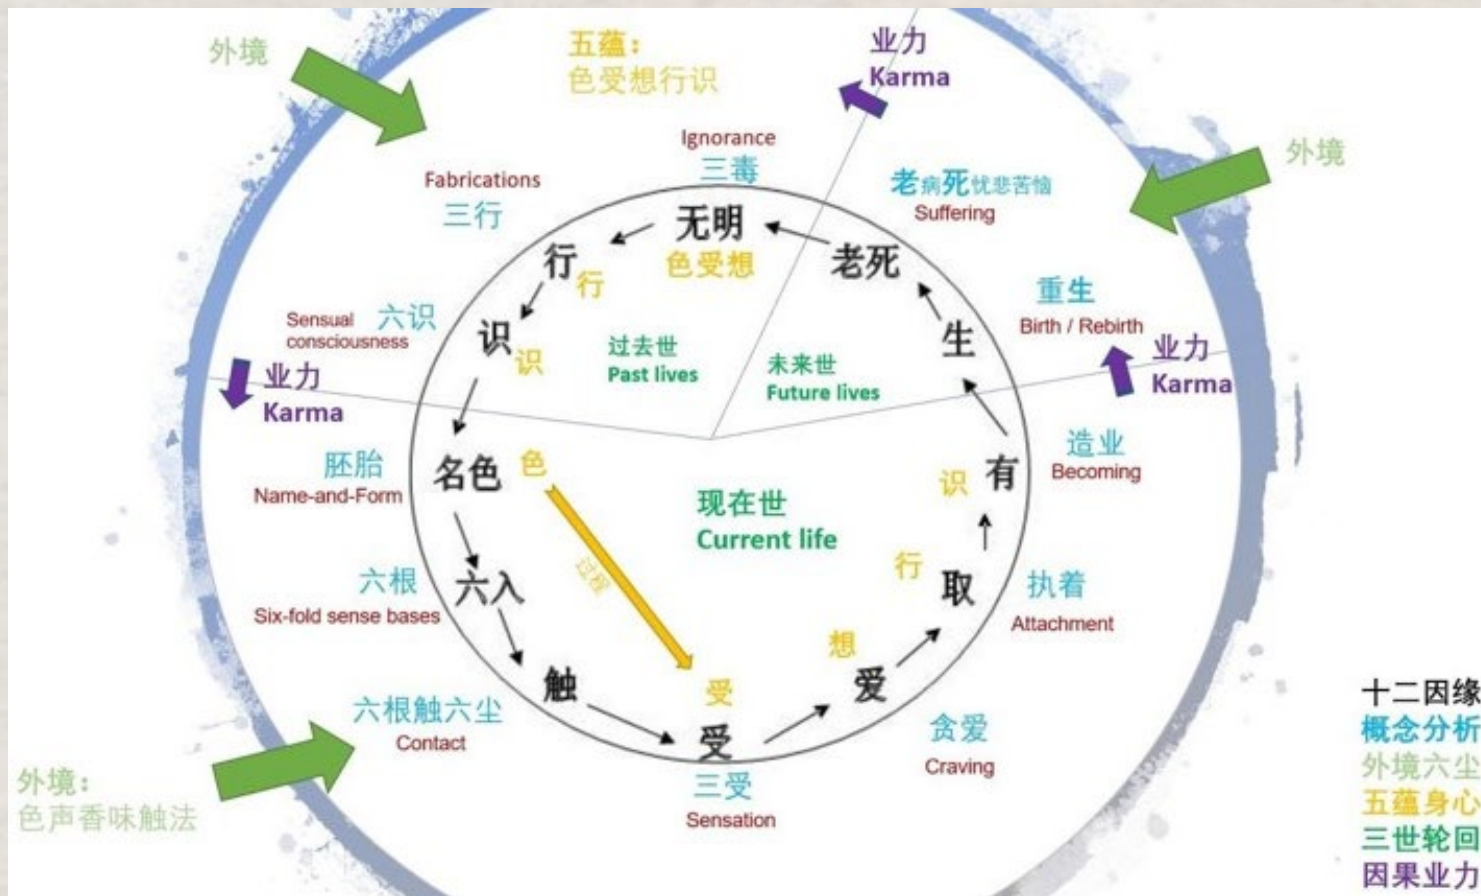 外境
五蕴：
色受想行识
业力
Karma
外境
Ignorance
三毒
Fabrications
三行
老病死忧悲苦恼
Suffering
无明
色受想
行
行
老死
重生
Birth / Rebirth
生
Sensual
consciousness
六识
识
识
过去世
Past lives
未来世
Future lives
业力
Karma
业力
Karma
胚胎
Name-and-Form
名色
色
现在世
Current life
识
有
造业
Becoming
六根
Six-fold sense bases
六入
过程
行
取
执着
Attachment
想
触
受
爱
六根触六尘
Contact
受
贪爱
Craving
三受
Sensation
外境：
色声香味触法
十二因缘
概念分析
外境六尘
五蕴身心
三世轮回
因果业力